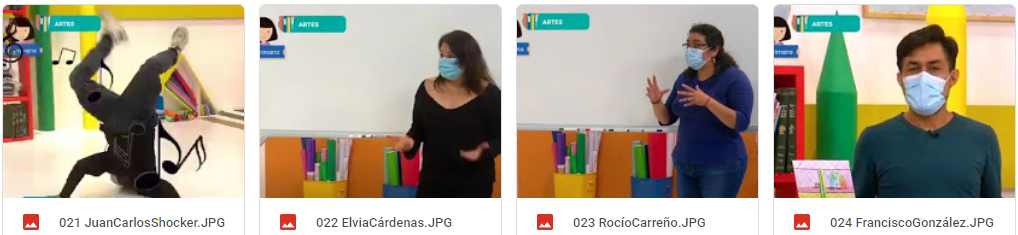 ARTES
ARTES
ARTES
ARTES
021 JuanCarlosShocker.JPG
022 ElviaCárdenas.JPG
023 RocíoCarreño.JPG
024 FranciscoGonzález.JPG